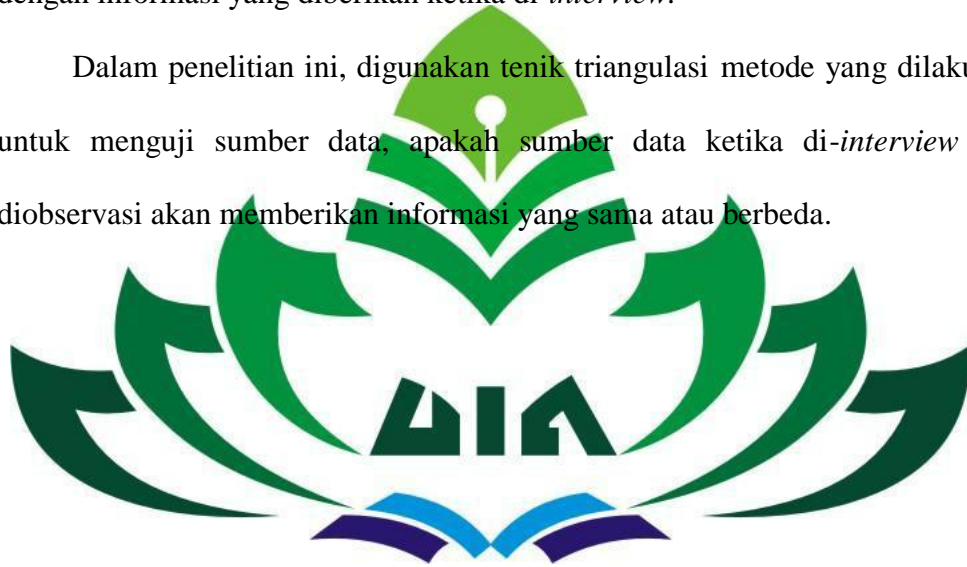 dengan informasi yang diberikan ketika di-interview.
Dalam penelitian ini, digunakan tenik triangulasi metode yang
untuk menguji sumber data, apakah sumber data ketika di-interview
diobservasi akan memberikan informasi yang sama atau berbeda.
UIN